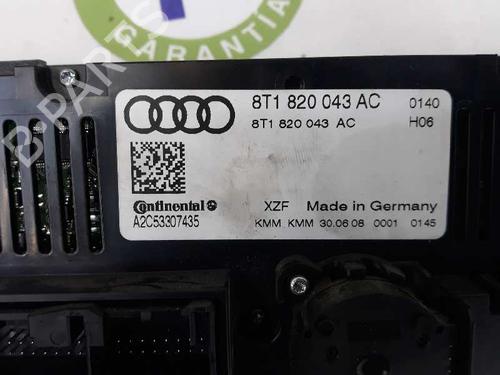 GARANTIA
B-PARTS
8T1 820 043 AC 0140
8T1 820 043 AC H06
Continental
A2C53307435
XZF Made in Germany
KMM KMM 30.06.08 0001 0145